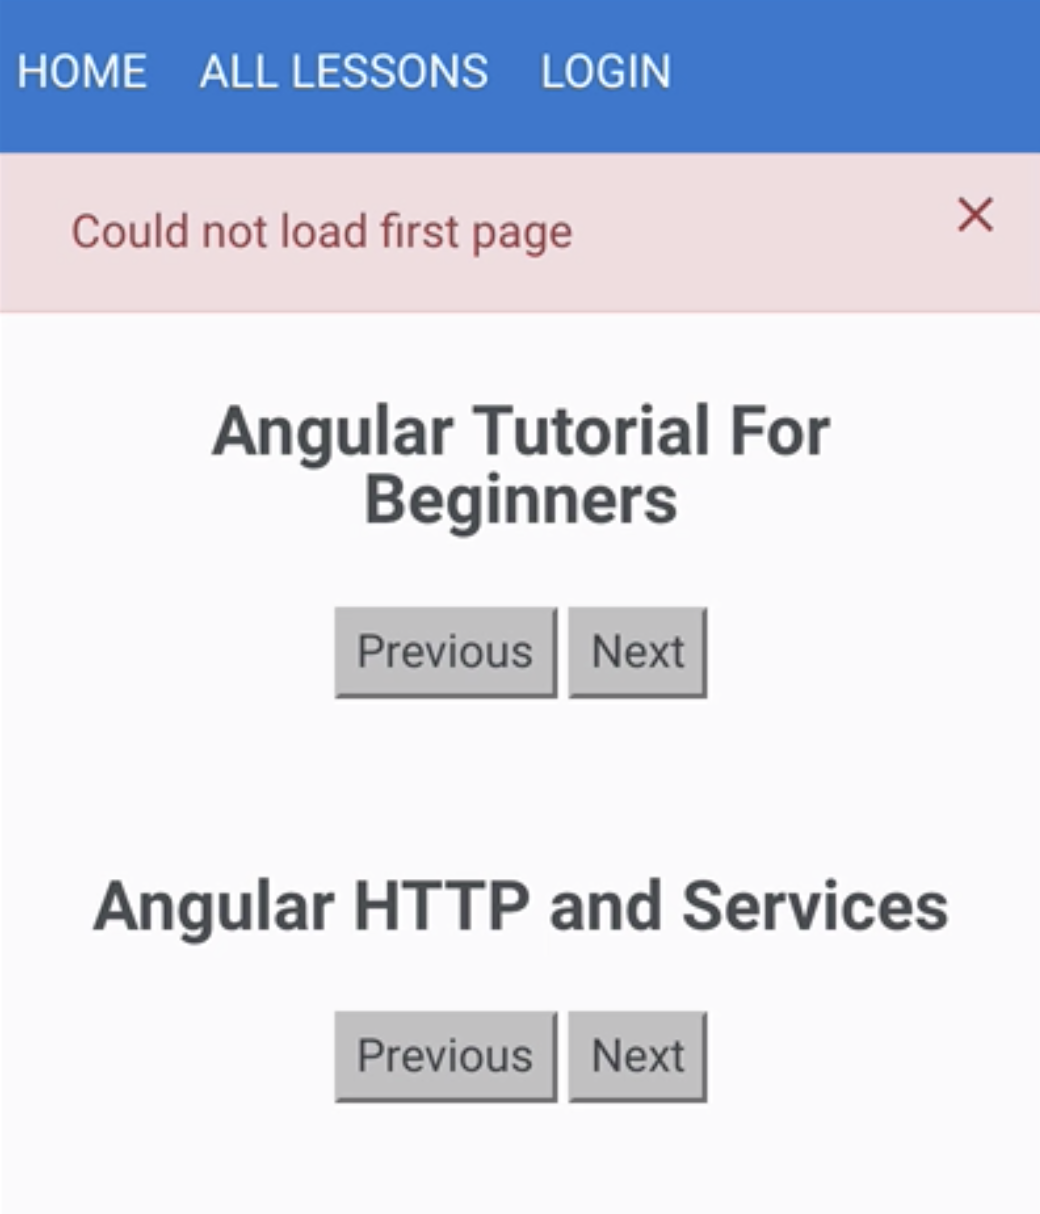 HOME ALL LESSONS LOGIN
Could not load first page
Angular Tutorial For
Beginners
Previous Next
Angular HTTP and Services
Previous Next